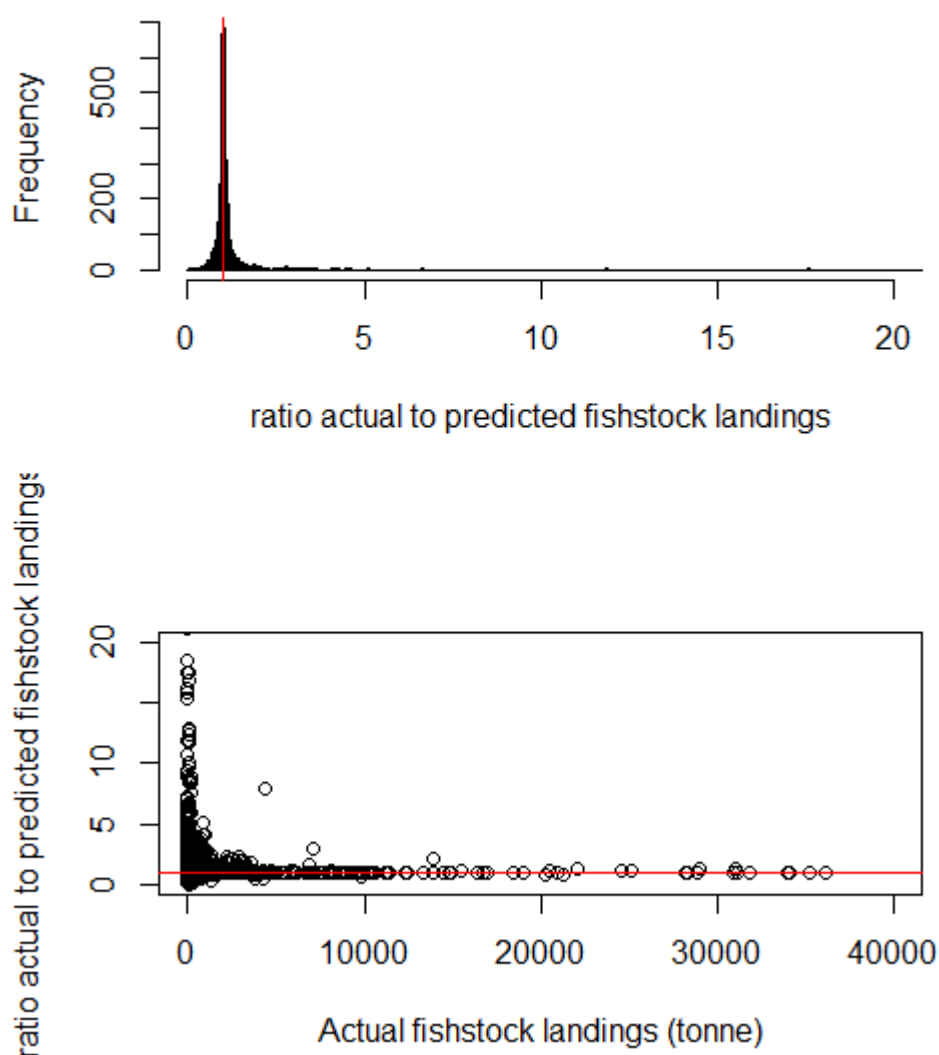 Frequency
500
200
0
0 5 10 15 20
ratio actual to predicted fishstock landings
ratio actual to predicted fishstock landings
20
10
5
0
0 10000 20000 30000 40000
Actual fishstock landings (tonne)